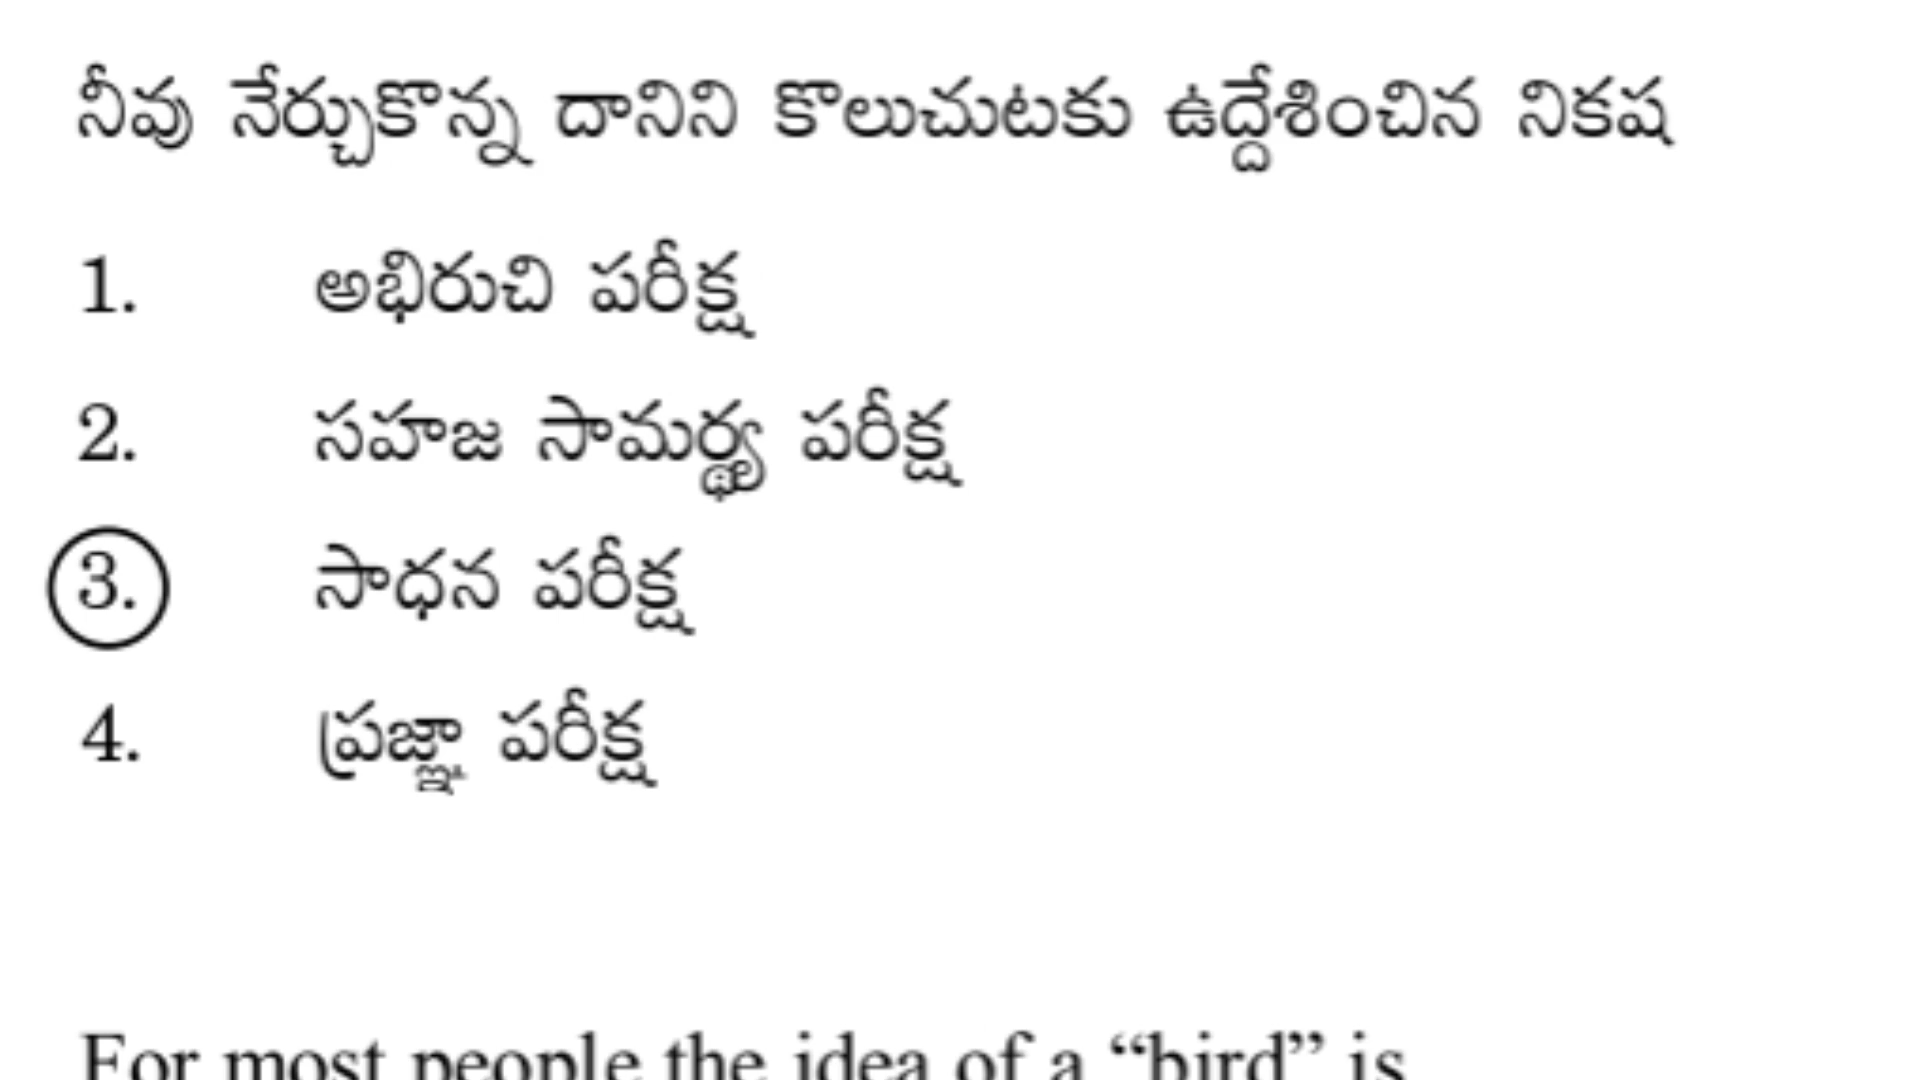 నీవు నేర్చుకొన్న దానిని కొలుచుటకు ఉద్దేశించిన నికష
1. అభిరుచి పరీక్ష
2. సహజ సామర్థ్య పరీక్ష
3. సాధన పరీక్ష
4. ప్రజ్ఞా పరీక్ష
For most people the idea of a “bird” is